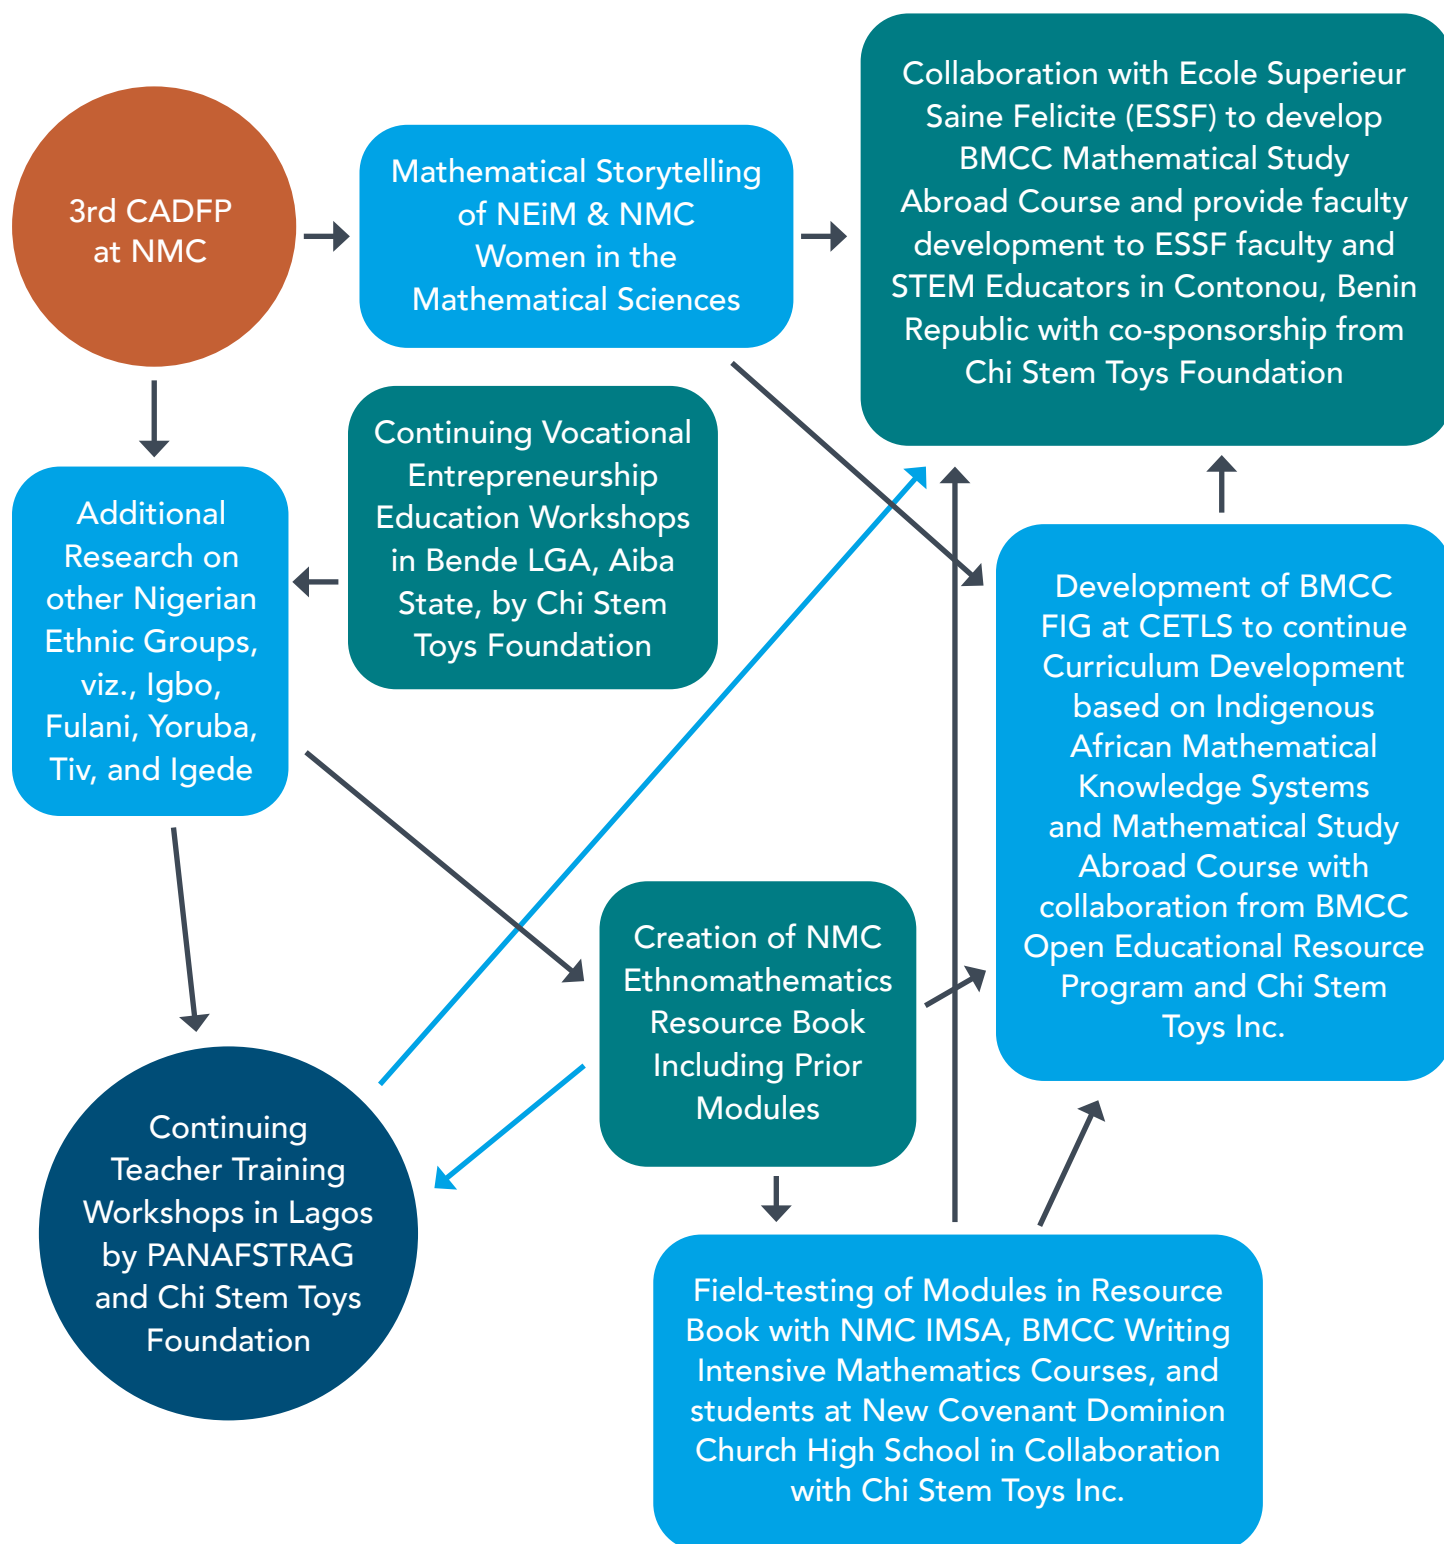 3rd CADFP
at NMC
Mathematical Storytelling
of NEiM & NMC
Women in the
Mathematical Sciences
Collaboration with Ecole Superieur
Saine Felicite (ESSF) to develop
BMCC Mathematical Study
Abroad Course and provide faculty
development to ESSF faculty and
STEM Educators in Contonou, Benin
Republic with co-sponsorship from
Chi Stem Toys Foundation
Continuing Vocational
Entrepreneurship
Education Workshops
in Bende LGA, Aiba
State, by Chi Stem
Toys Foundation
Additional
Research on
other Nigerian
Ethnic Groups,
viz., Igbo,
Fulani, Yoruba,
Tiv, and Igede
Development of BMCC
FIG at CETLS to continue
Curriculum Development
based on Indigenous
African Mathematical
Knowledge Systems
and Mathematical Study
Abroad Course with
collaboration from BMCC
Open Educational Resource
Program and Chi Stem
Toys Inc.
Creation of NMC
Ethnomathematics
Resource Book
Including Prior
Modules
Continuing
Teacher Training
Workshops in Lagos
by PANAFSTRAG
and Chi Stem Toys
Foundation
Field-testing of Modules in Resource
Book with NMC IMSA, BMCC Writing
Intensive Mathematics Courses, and
students at New Covenant Dominion
Church High School in Collaboration
with Chi Stem Toys Inc.